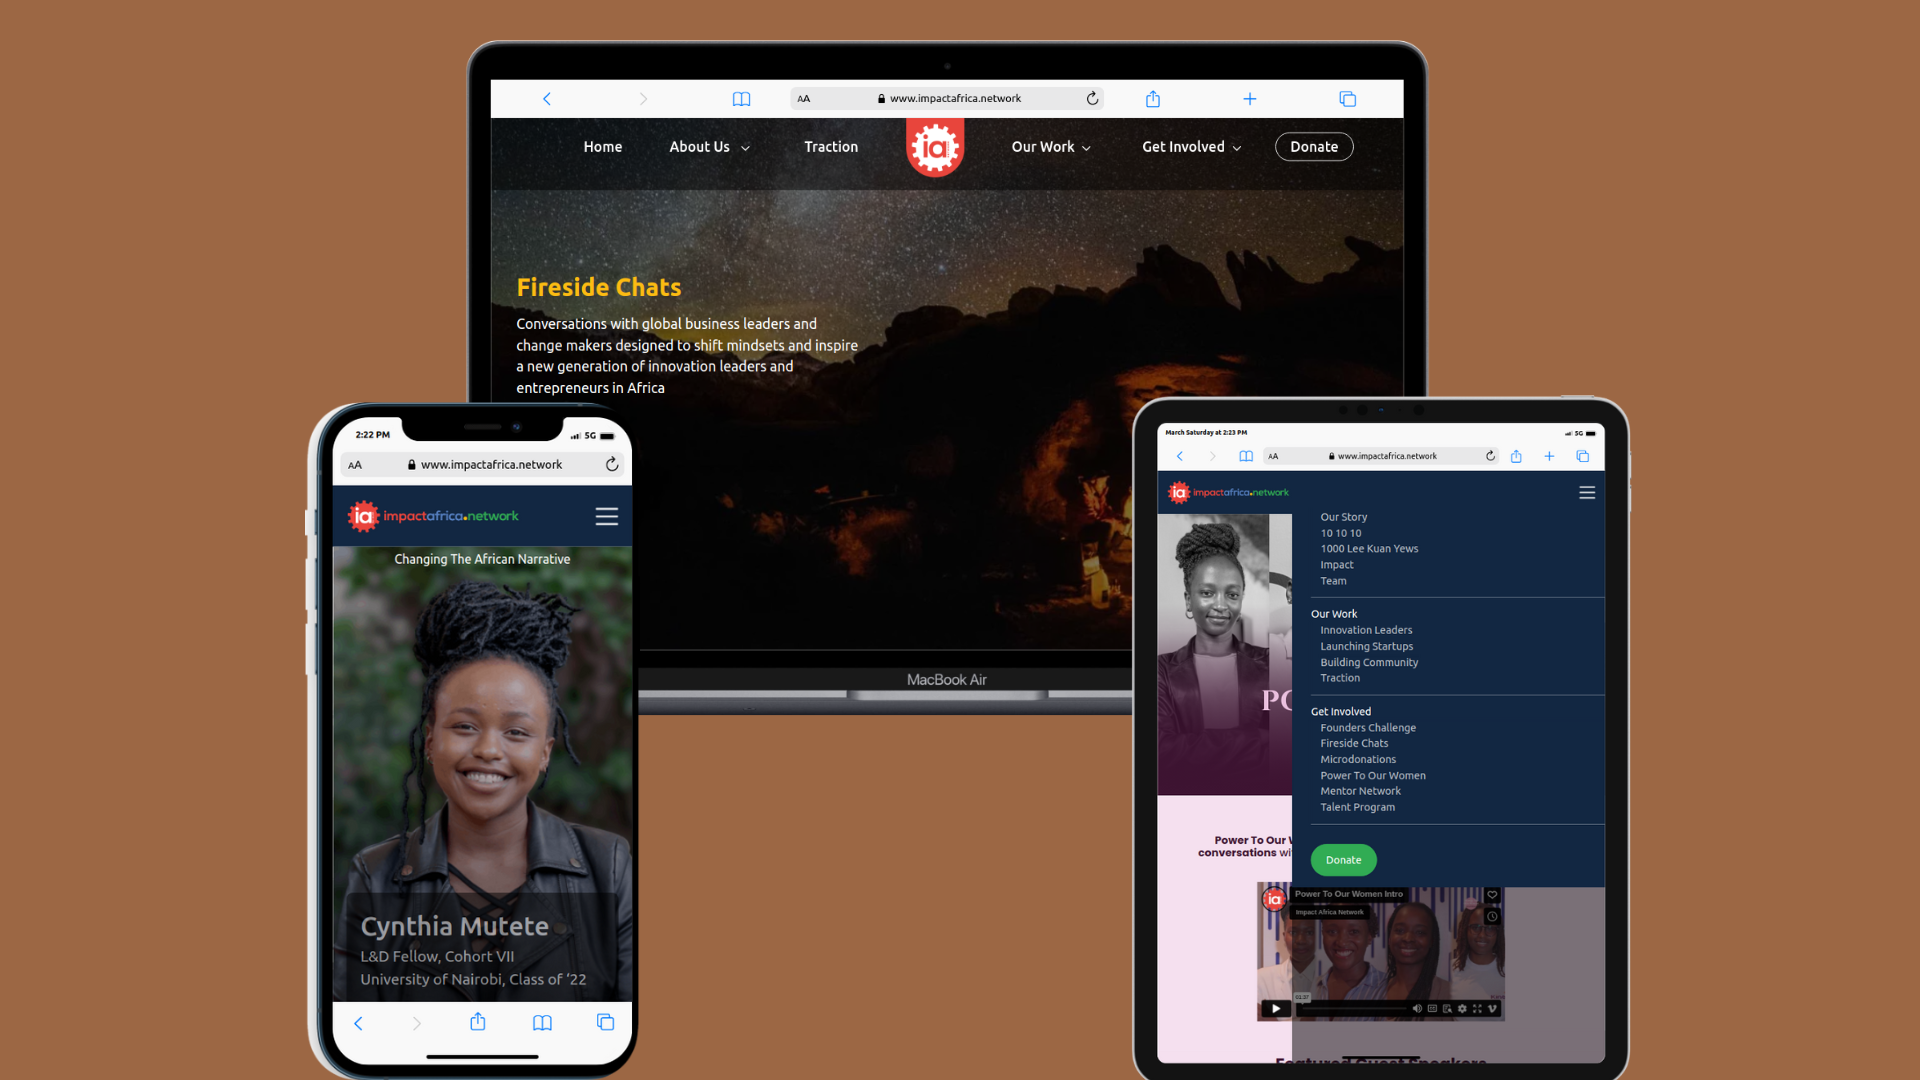 AA
www.impactafrica.network
Home
About Us
Traction
ia
Our Work
Get Involved
Donate
Fireside Chats
Conversations with global business leaders and
change makers designed to shift mindsets and inspire
a new generation of innovation leaders and
entrepreneurs in Africa
MacBook Air
2:22 PM
5G
AA
www.impactafrica.network
ia impactafrica.network
Changing The African Narrative
Cynthia Mutete
L&D Fellow, Cohort VII
University of Nairobi, Class of ‘22
March Saturday at 2:23 PM
5G
AA
www.impactafrica.network
ia impactafrica.network
Our Story
10 10 10
1000 Lee Kuan Yews
Impact
Team
Our Work
Innovation Leaders
Launching Startups
Building Community
Traction
Get Involved
Founders Challenge
Fireside Chats
Microdonations
Power To Our Women
Mentor Network
Talent Program
Donate
Power To Our
conversations wi
ia
Power To Our Women Intro
Impact Africa Network
Featured Guest Speakers